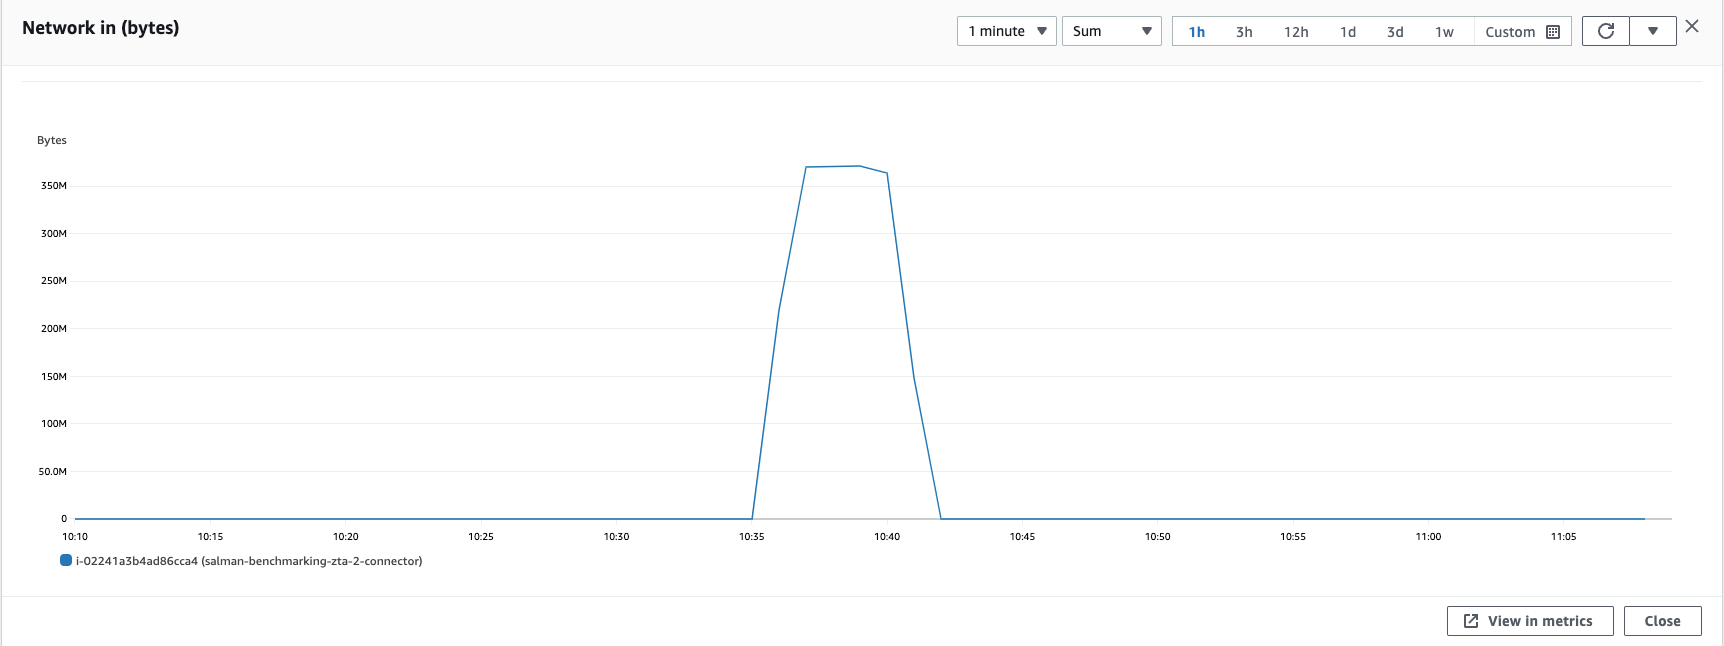 Network in (bytes)
1 minute
Sum
1h 3h 12h 1d 3d 1w Custom
Bytes
350M
300M
250M
200M
150M
100M
50.0M
0
10:10 10:15 10:20 10:25 10:30 10:35 10:40 10:45 10:50 10:55 11:00 11:05
i-02241a3b4ad86cca4 (salman-benchmarking-zta-2-connector)
View in metrics
Close